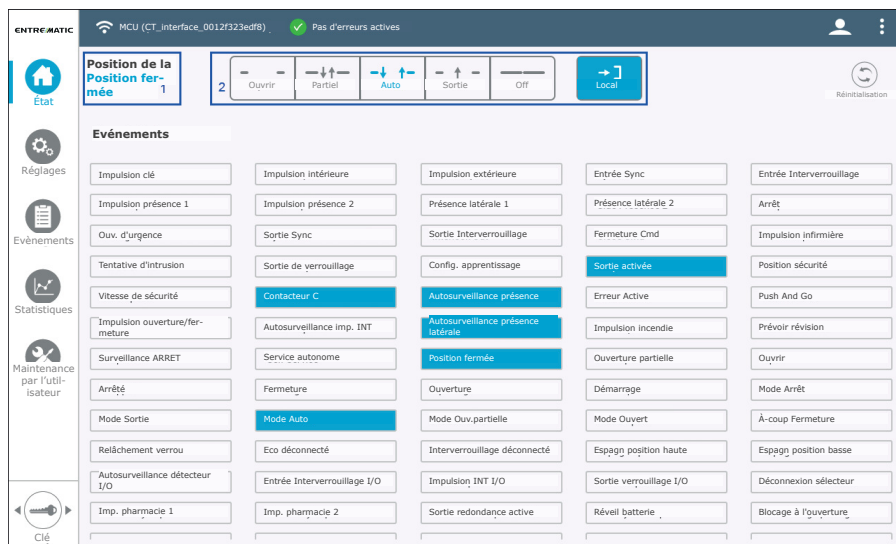 ENTREMATIC
MCU (CT_interface_0012f323edf8)
Pas d'erreurs actives
Position de la
Position fer-
mée
1
2
Ouvrir
Partiel
Auto
Sortie
Off
Local
Réinitialisation
État
Réglages
Evènements
Statistiques
Maintenance
par l'util-
isateur
Clé
Evénements
Impulsion clé
Impulsion intérieure
Impulsion extérieure
Entrée Sync
Entrée Interverrouillage
Impulsion présence 1
Impulsion présence 2
Présence latérale 1
Présence latérale 2
Arrêt
Ouv. d'urgence
Sortie Sync
Sortie Interverrouillage
Fermeture Cmd
Impulsion infirmière
Tentative d'intrusion
Sortie de verrouillage
Config. apprentissage
Sortie activée
Position sécurité
Vitesse de sécurité
Contacteur C
Autosurveillance présence
Erreur Active
Push And Go
Impulsion ouverture/fer-
meture
Autosurveillance imp. INT
Autosurveillance présence
latérale
Impulsion incendie
Prévoir révision
Surveillance ARRET
Service autonome
Position fermée
Ouverture partielle
Ouvrir
Arrêté
Fermeture
Ouverture
Démarrage
Mode Arrêt
Mode Sortie
Mode Auto
Mode Ouv.partielle
Mode Ouvert
À-coup Fermeture
Relâchement verrou
Eco déconnecté
Interverrouillage déconnecté
Espagn position haute
Espagn position basse
Autosurveillance détecteur
I/O
Entrée Interverrouillage I/O
Impulsion INT I/O
Sortie verrouillage I/O
Déconnexion sélecteur
Imp. pharmacie 1
Imp. pharmacie 2
Sortie redondance active
Réveil batterie
Blocage à l'ouverture